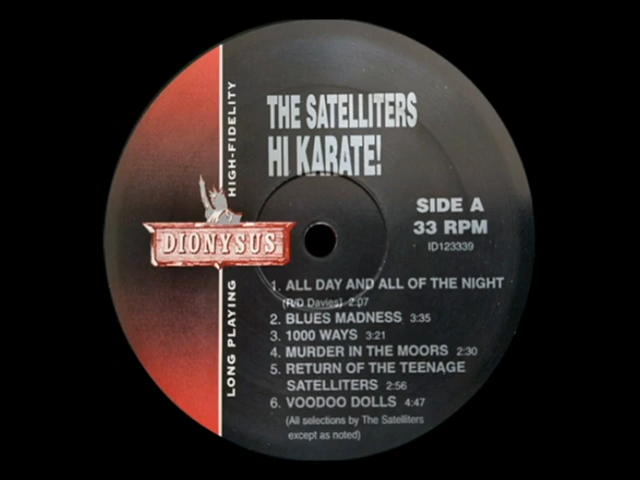 THE SATELLITERS
HI KARATE!
HIGH-FIDELITY
SIDE A
33 RPM
ID123339
DIONYSUS
LONG PLAYING
1. ALL DAY AND ALL OF THE NIGHT
(R/D Davies) 2:07
2. BLUES MADNESS 3:35
3. 1000 WAYS 3:21
4. MURDER IN THE MOORS 2:30
5. RETURN OF THE TEENAGE
SATELLITERS 2:56
6. VOODOO DOLLS 4:47
(All selections by The Satelliters
except as noted)